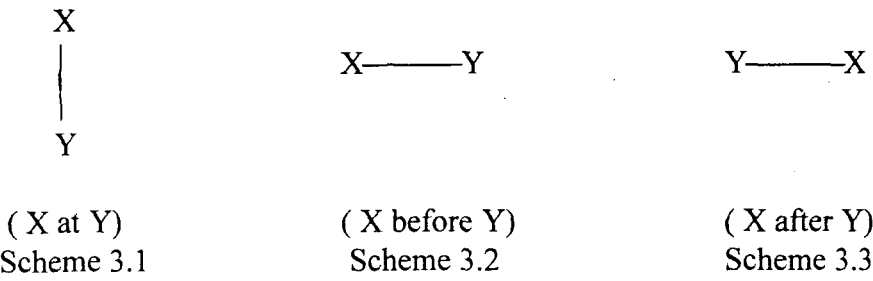 X
Y
X Y
Y X
( X at Y)
Scheme 3.1
( X before Y)
Scheme 3.2
( X after Y)
Scheme 3.3